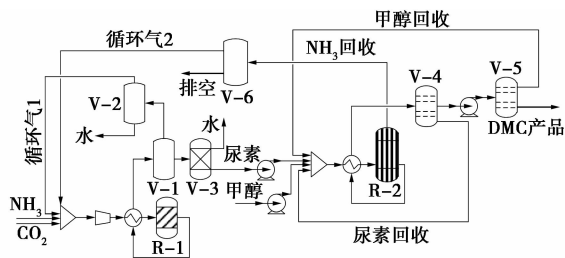 甲醇回收
循环气2
NH₃回收
V-5
V-4
排空
V-6
V-2
循环气1
水
水
DMC产品
尿素
V-1
V-3
甲醇
R-2
NH₃
CO₂
R-1
尿素回收